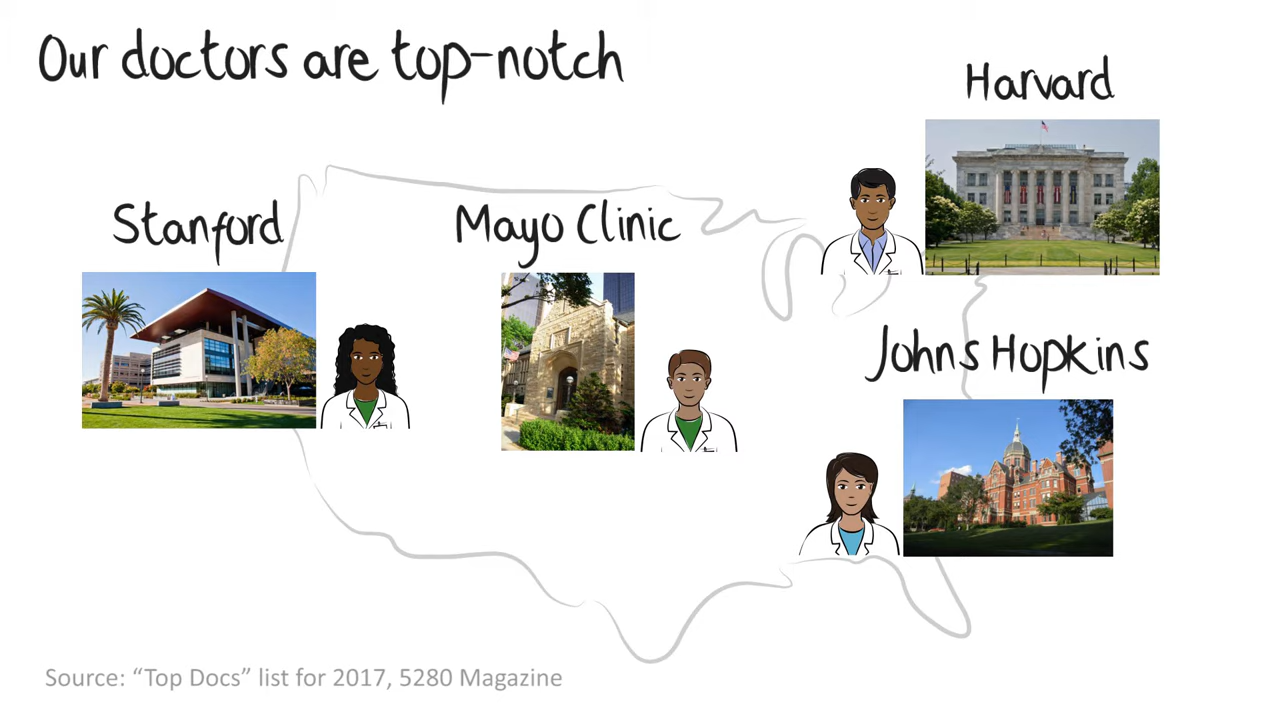 Our doctors are top-notch
Harvard
Stanford
Mayo Clinic
Johns Hopkins
Source: “Top Docs” list for 2017, 5280 Magazine